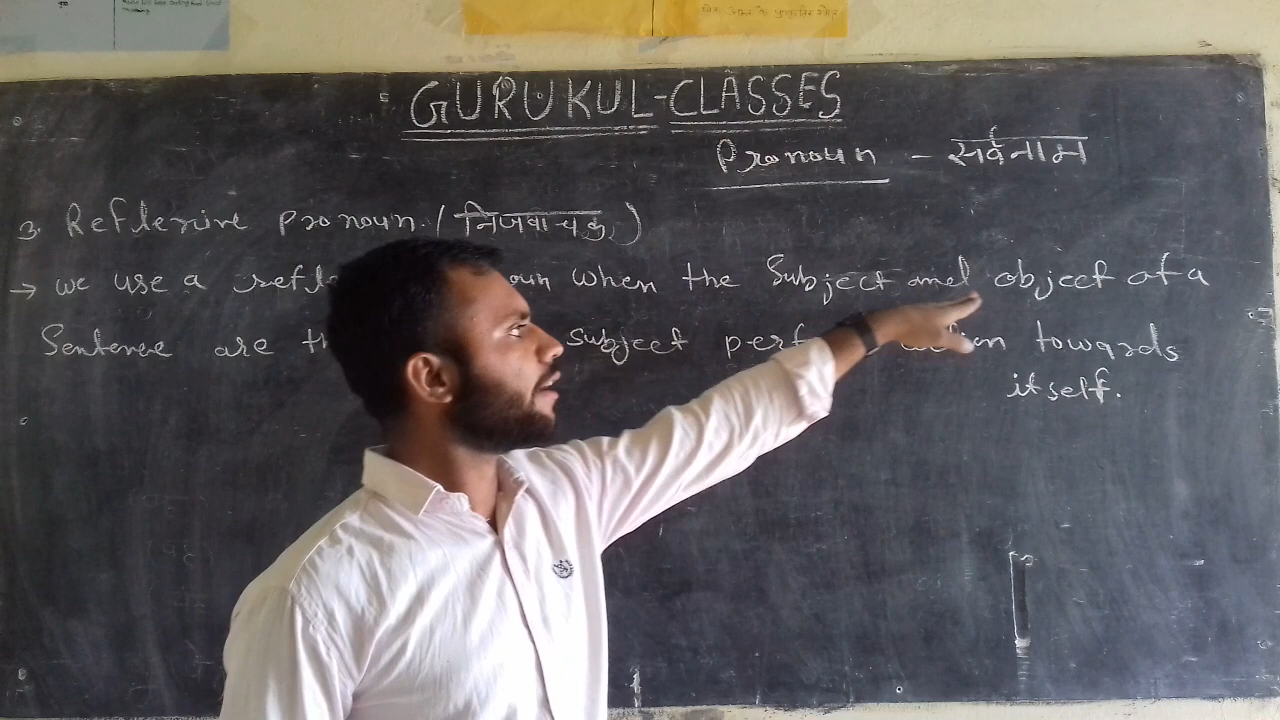 GURUKUL-CLASSES
Pronoun - सर्वनाम
3. Reflexive pronoun (निजवाचक)
→ we use a refle oun when the Subject and object of a
Sentence are th subject perf towards
itself.